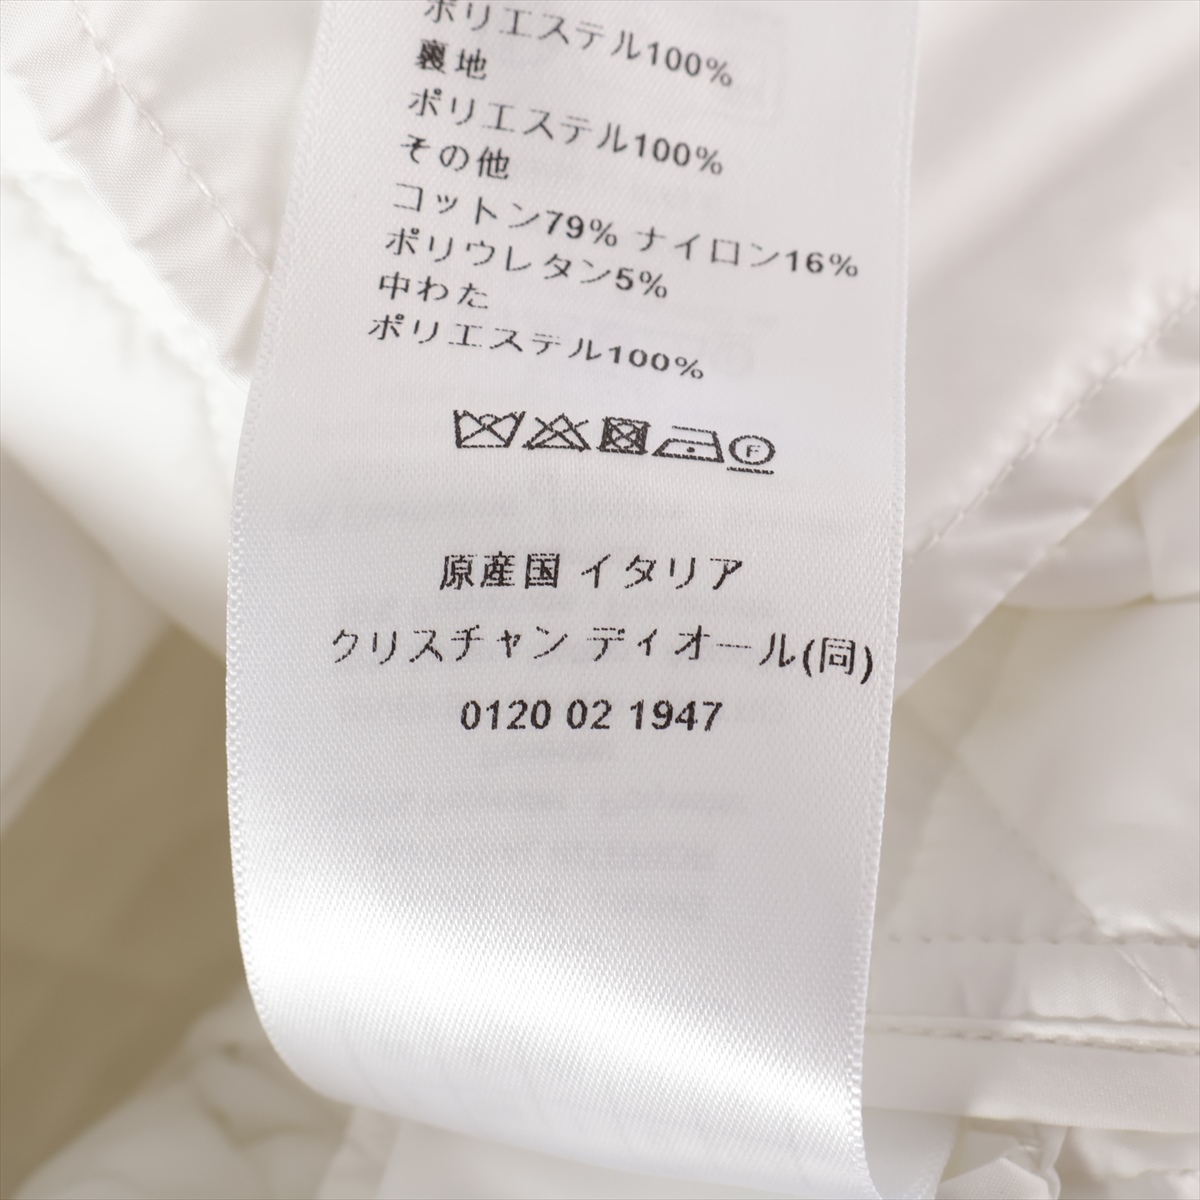 ポリエステル100%
裏地
ポリエステル100%
その他
コットン79% ナイロン16%
ポリウレタン5%
中わた
ポリエステル100%
F
原産国 イタリア
クリスチャン ディオール(同)
0120 02 1947